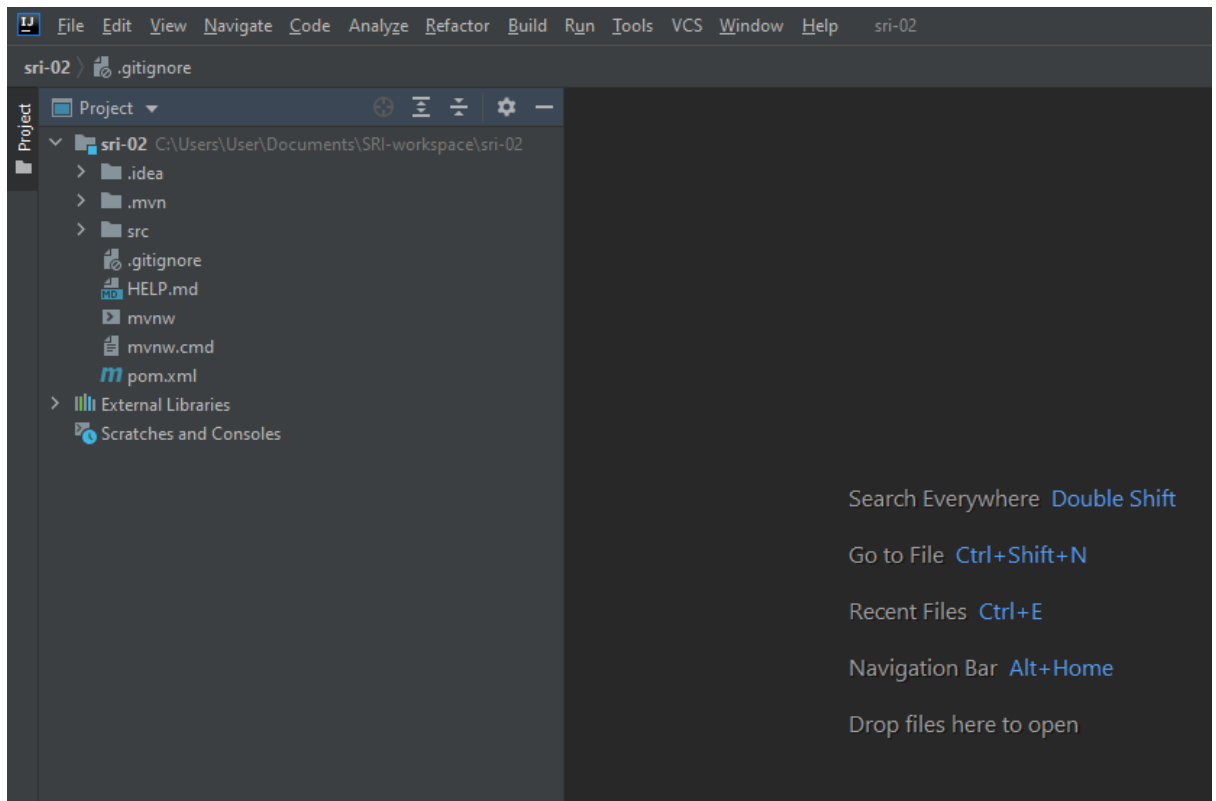 IJ File Edit View Navigate Code Analyze Refactor Build Run Tools VCS Window Help sri-02
sri-02 .gitignore
Project
Project
sri-02 C:\Users\User\Documents\SRI-workspace\sri-02
.idea
.mvn
src
.gitignore
MD HELP.md
mvnw
mvnw.cmd
m pom.xml
External Libraries
Scratches and Consoles
Search Everywhere Double Shift
Go to File Ctrl+Shift+N
Recent Files Ctrl+E
Navigation Bar Alt+Home
Drop files here to open